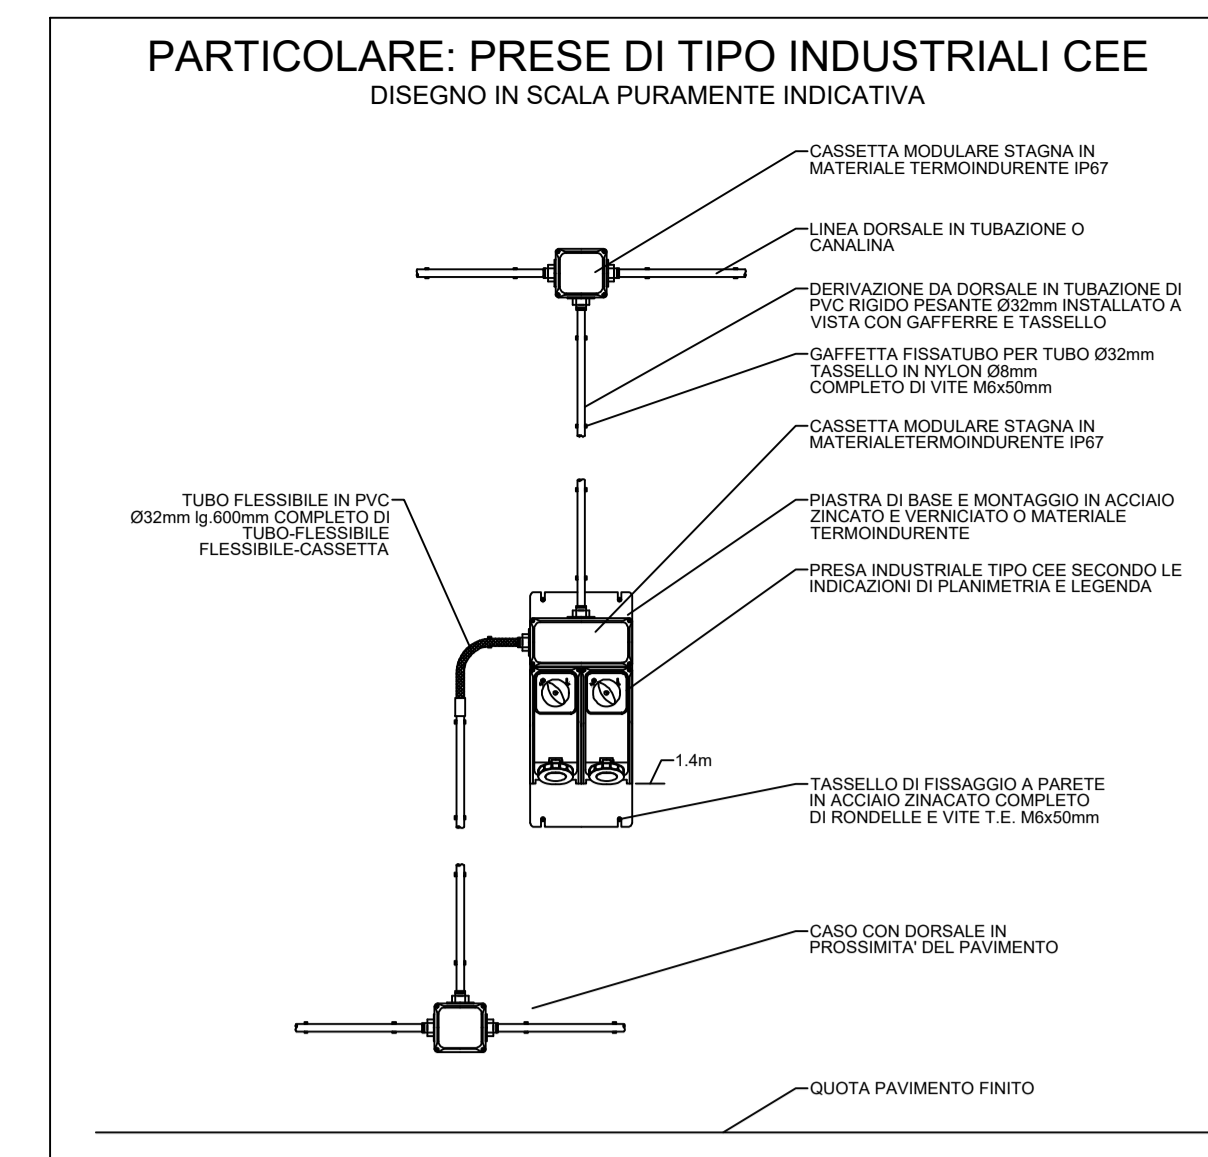 PARTICOLARE: PRESE DI TIPO INDUSTRIALI CEE
DISEGNO IN SCALA PURAMENTE INDICATIVA
CASSETTA MODULARE STAGNA IN
MATERIALE TERMOINDURENTE IP67
LINEA DORSALE IN TUBAZIONE O
CANALINA
DERIVAZIONE DA DORSALE IN TUBAZIONE DI
PVC RIGIDO PESANTE Ø32mm INSTALLATO A
VISTA CON GAFFERRE E TASSELLO
GAFFETTA FISSATUBO PER TUBO Ø32mm
TASSELLO IN NYLON Ø8mm
COMPLETO DI VITE M6x50mm
CASSETTA MODULARE STAGNA IN
MATERIALETERMOINDURENTE IP67
TUBO FLESSIBILE IN PVC
Ø32mm lg.600mm COMPLETO DI
TUBO-FLESSIBILE
FLESSIBILE-CASSETTA
PIASTRA DI BASE E MONTAGGIO IN ACCIAIO
ZINCATO E VERNICIATO O MATERIALE
TERMOINDURENTE
PRESA INDUSTRIALE TIPO CEE SECONDO LE
INDICAZIONI DI PLANIMETRIA E LEGENDA
1.4m
TASSELLO DI FISSAGGIO A PARETE
IN ACCIAIO ZINACATO COMPLETO
DI RONDELLE E VITE T.E. M6x50mm
CASO CON DORSALE IN
PROSSIMITA' DEL PAVIMENTO
QUOTA PAVIMENTO FINITO